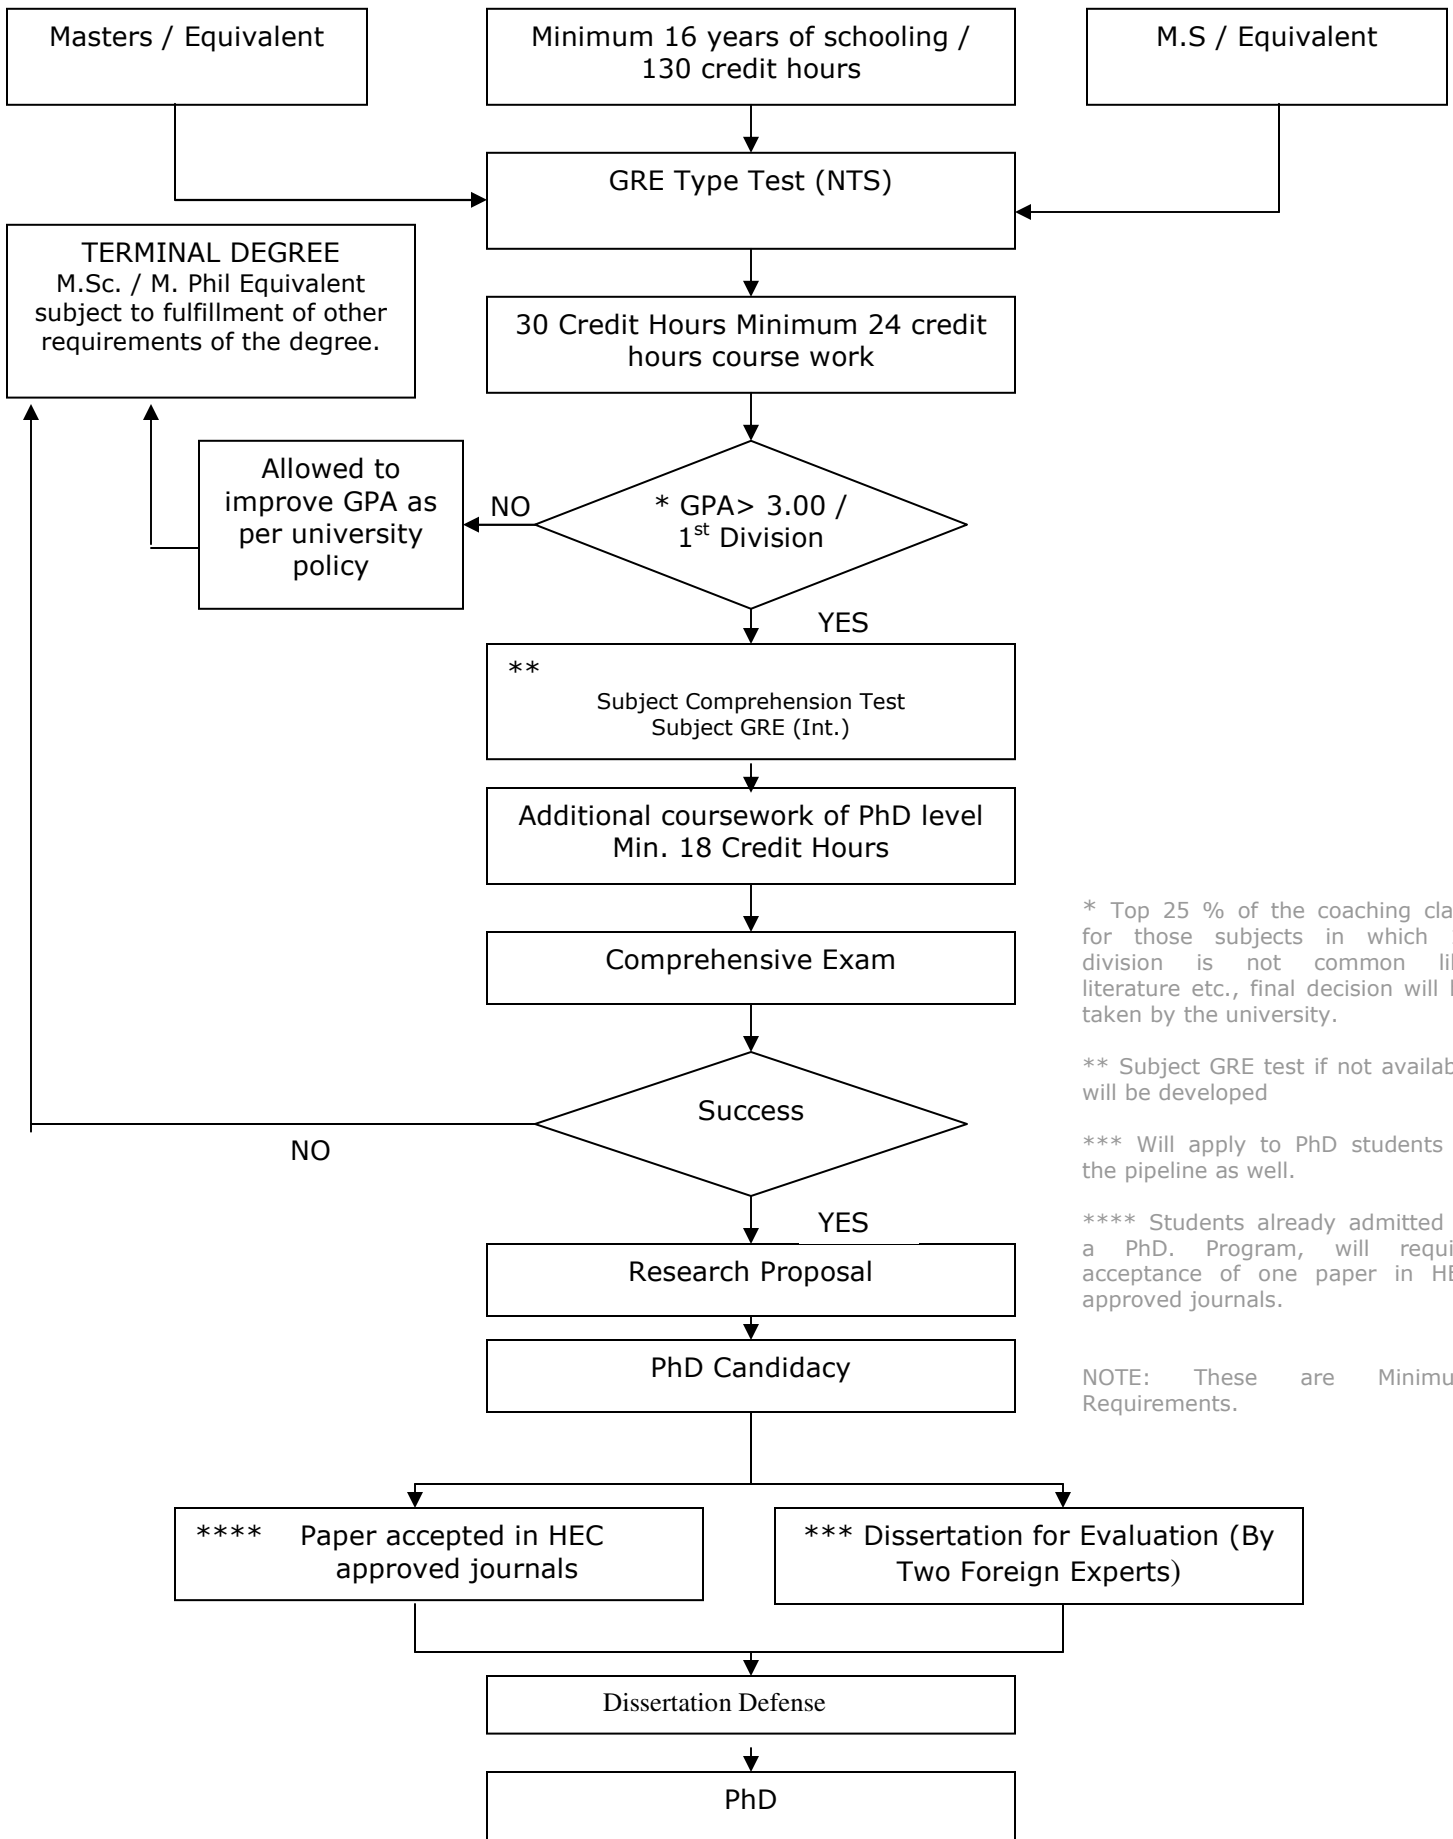 Masters / Equivalent
Minimum 16 years of schooling /
130 credit hours
M.S / Equivalent
GRE Type Test (NTS)
TERMINAL DEGREE
M.Sc. / M. Phil Equivalent
subject to fulfillment of other
requirements of the degree.
30 Credit Hours Minimum 24 credit
hours course work
Allowed to
improve GPA as
per university
policy
NO
* GPA> 3.00 /
1st Division
YES
**
Subject Comprehension Test
Subject GRE (Int.)
Additional coursework of PhD level
Min. 18 Credit Hours
Comprehensive Exam
Success
NO
YES
Research Proposal
PhD Candidacy
**** Paper accepted in HEC
approved journals
*** Dissertation for Evaluation (By
Two Foreign Experts)
Dissertation Defense
PhD
* Top 25 % of the coaching
for those subjects in which
division is not common
literature etc., final decision will
taken by the university.
** Subject GRE test if not
will be developed
*** Will apply to PhD students
the pipeline as well.
**** Students already admitted
a PhD. Program, will
acceptance of one paper in
approved journals.
NOTE: These are
Requirements.